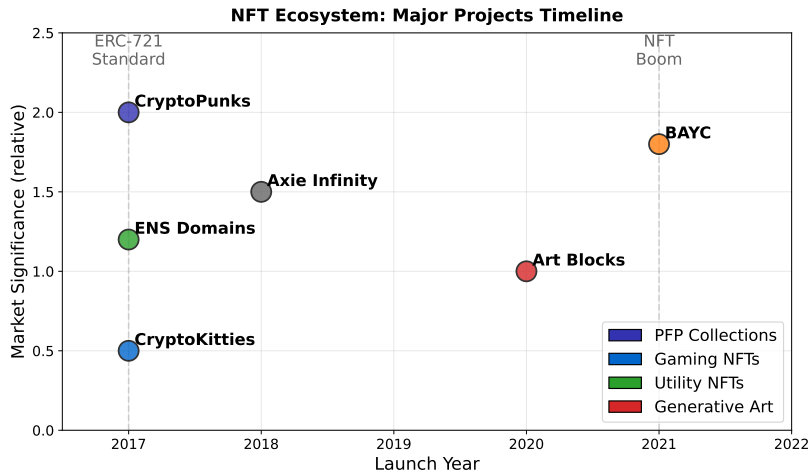 NFT Ecosystem: Major Projects Timeline
ERC-721
Standard
NFT
Boom
CryptoPunks
BAYC
Axie Infinity
ENS Domains
Art Blocks
CryptoKitties
PFP Collections
Gaming NFTs
Utility NFTs
Generative Art
Market Significance (relative)
2.5
2.0
1.5
1.0
0.5
0.0
2017
2018
2019
2020
2021
2022
Launch Year